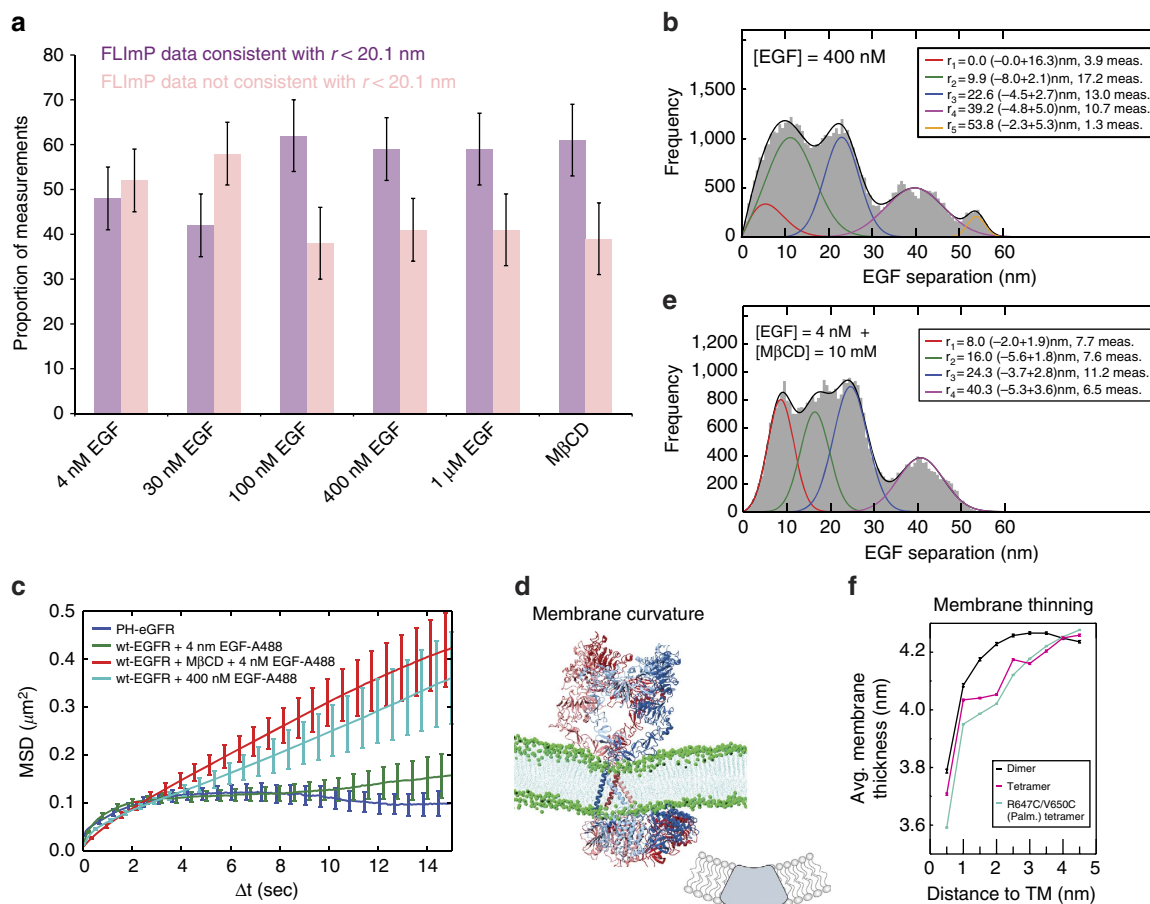 a
FLImP data consistent with r < 20.1 nm
FLImP data not consistent with r < 20.1 nm
80
70
60
50
40
30
20
10
0
Proportion of measurements
4 nM EGF
30 nM EGF
100 nM EGF
400 nM EGF
1 μM EGF
MβCD
b
[EGF] = 400 nM
r1=0.0 (−0.0+16.3)nm, 3.9 meas.
r2=9.9 (−8.0+2.1)nm, 17.2 meas.
r3=22.6 (−4.5+2.7)nm, 13.0 meas.
r4=39.2 (−4.8+5.0)nm, 10.7 meas.
r5=53.8 (−2.3+5.3)nm, 1.3 meas.
1,500
1,000
500
0
Frequency
0 10 20 30 40 50 60
EGF separation (nm)
e
[EGF] = 4 nM +
[MβCD] = 10 mM
r1=8.0 (−2.0+1.9)nm, 7.7 meas.
r2=16.0 (−5.6+1.8)nm, 7.6 meas.
r3=24.3 (−3.7+2.8)nm, 11.2 meas.
r4=40.3 (−5.3+3.6)nm, 6.5 meas.
1,200
1,000
800
600
400
200
0
Frequency
0 10 20 30 40 50 60
EGF separation (nm)
c
PH-eGFR
wt-EGFR + 4 nm EGF-A488
wt-EGFR + MβCD + 4 nM EGF-A488
wt-EGFR + 400 nM EGF-A488
0.5
0.4
0.3
0.2
0.1
0.0
MSD (μm²)
0 2 4 6 8 10 12 14
Δt (sec)
d
Membrane curvature
f
Membrane thinning
4.2
4.0
3.8
3.6
Avg. membrane
thickness (nm)
Dimer
Tetramer
R647C/V650C
(Palm.) tetramer
0 1 2 3 4 5
Distance to TM (nm)